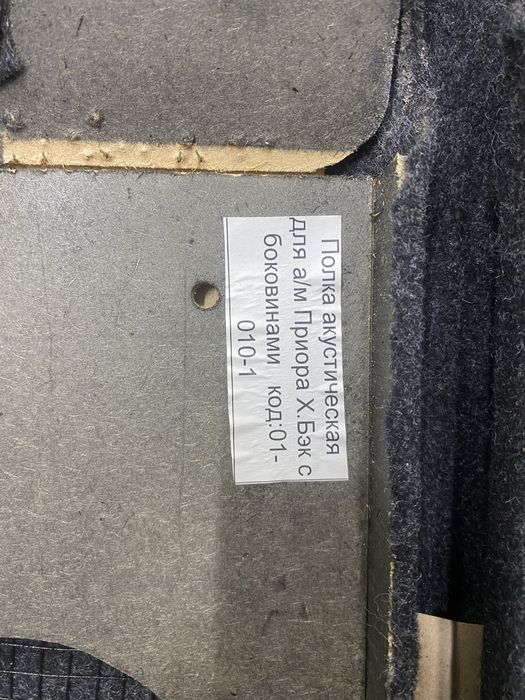 Полка акустическая
для а/м Приора Х.Бэк с
боковинами код:01-
010-1